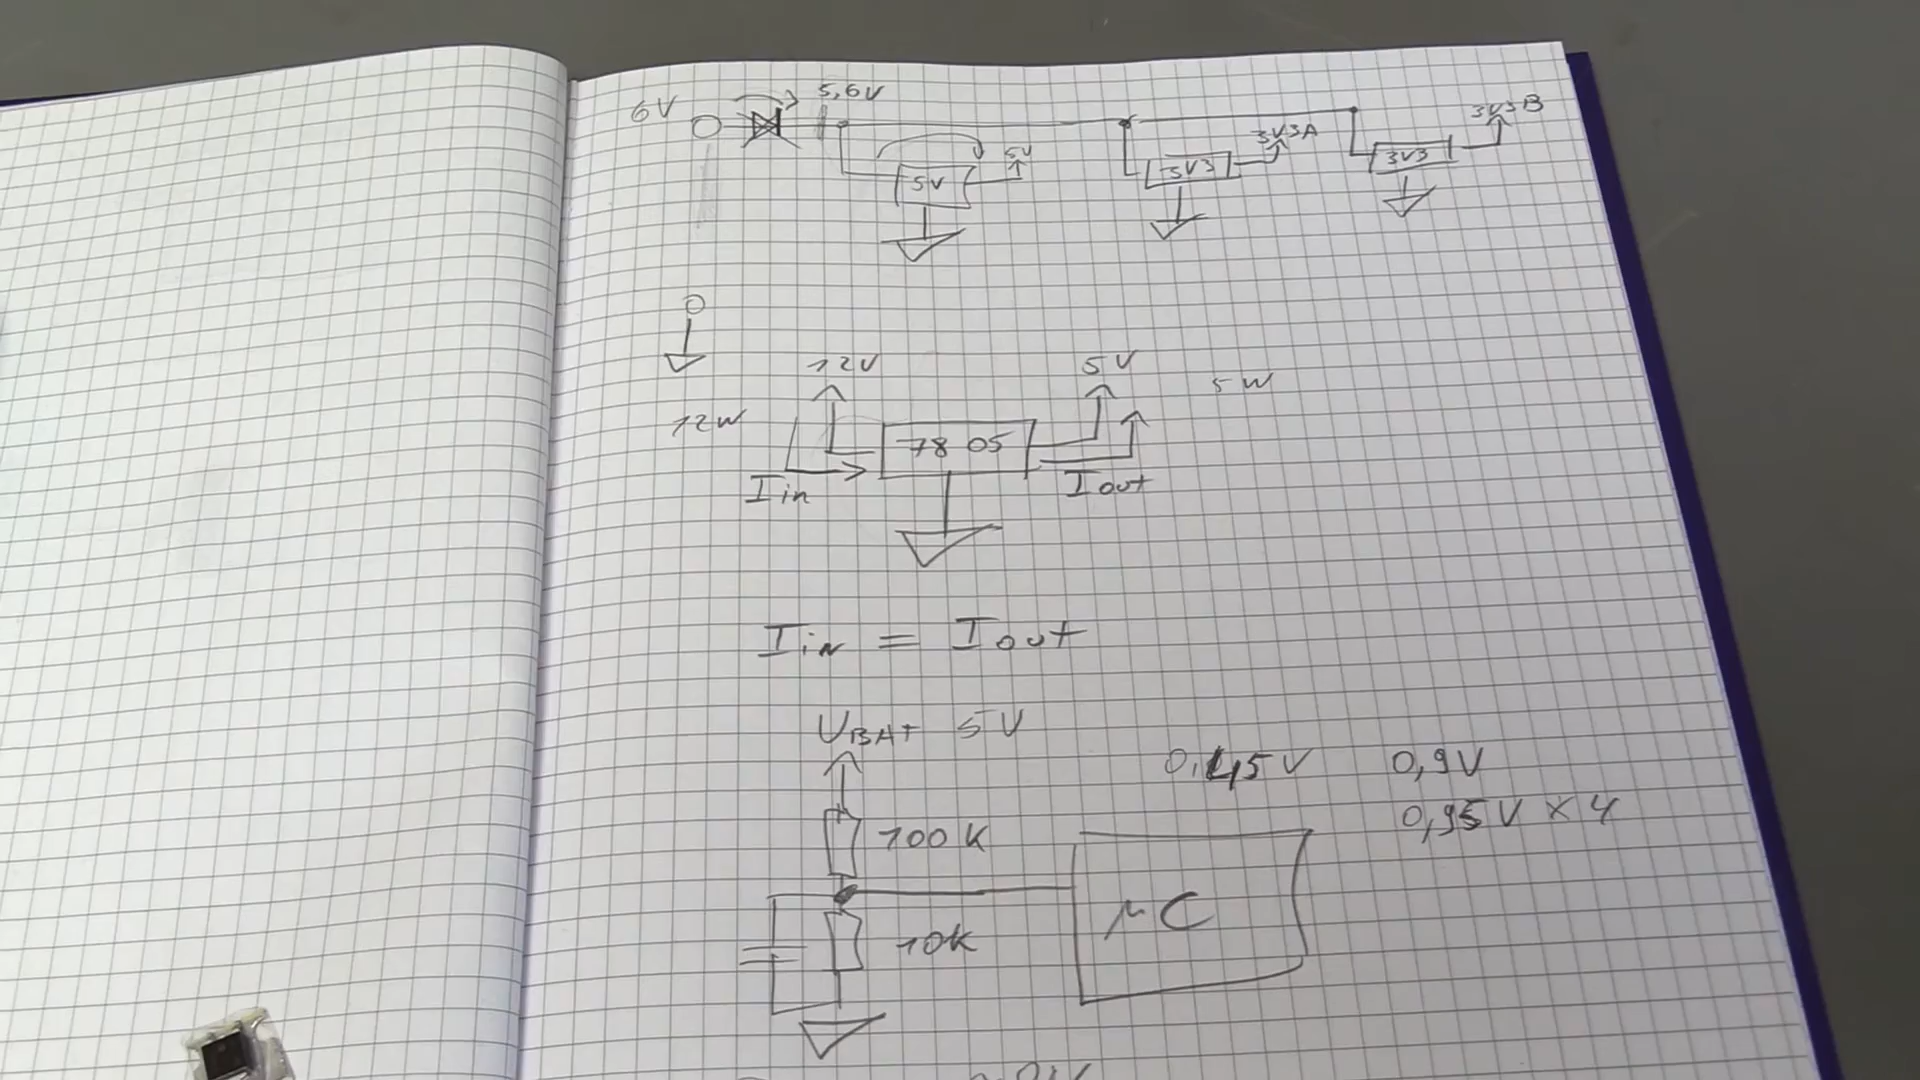 6V 5,6V
3V3B
3V3A
5V
5V 3V3 3V3
12V 5V
5W
12W
78 05
Iin Iout
Iin = Iout
UBAT 5V
0,45V 0,9V
0,95V x 4
100K
µC
10K